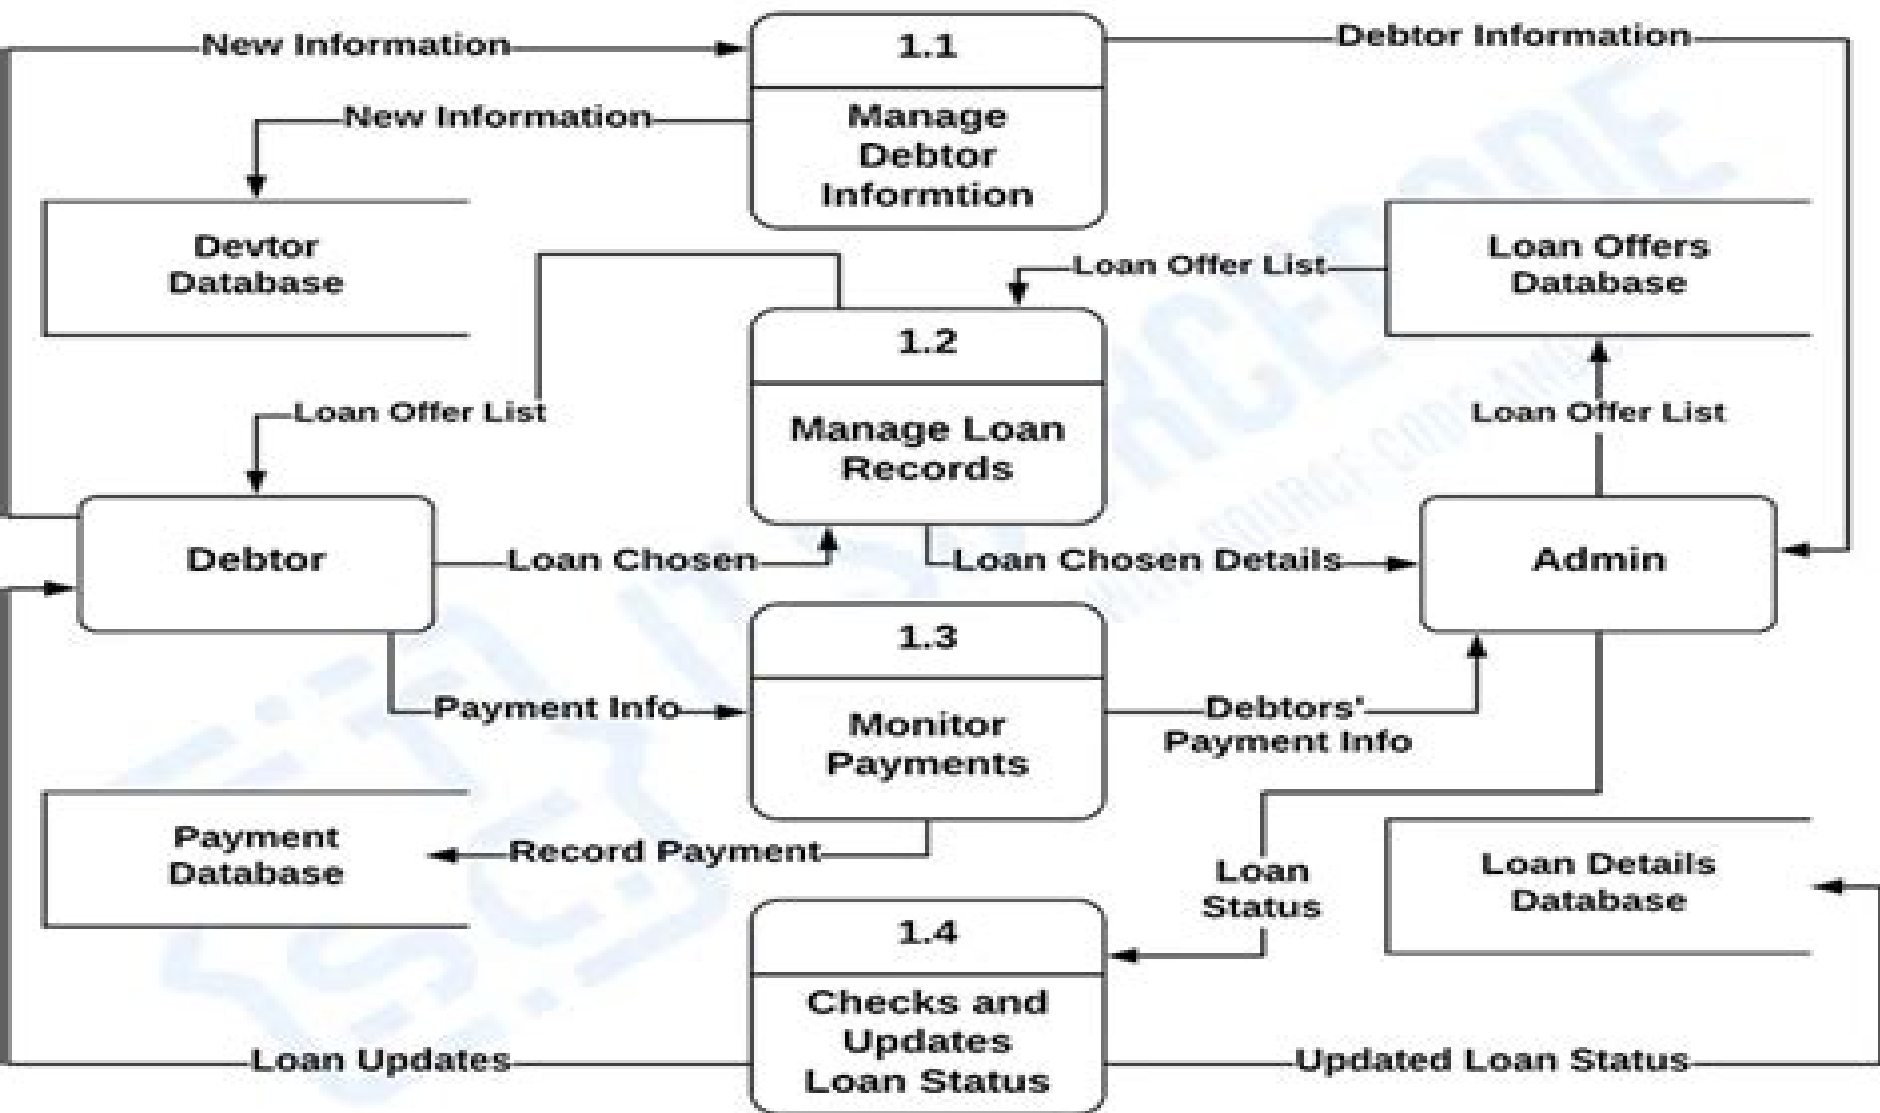 New Information
1.1
Debtor Information
New Information
Manage
Debtor
Informtion
Devtor
Database
Loan Offer List
Loan Offers
Database
1.2
Loan Offer List
Manage Loan
Records
Loan Offer List
Debtor
Loan Chosen
Loan Chosen Details
Admin
1.3
Payment Info
Monitor
Payments
Debtors'
Payment Info
Payment
Database
Record Payment
Loan
Status
Loan Details
Database
1.4
Checks and
Updates
Loan Status
Loan Updates
Updated Loan Status